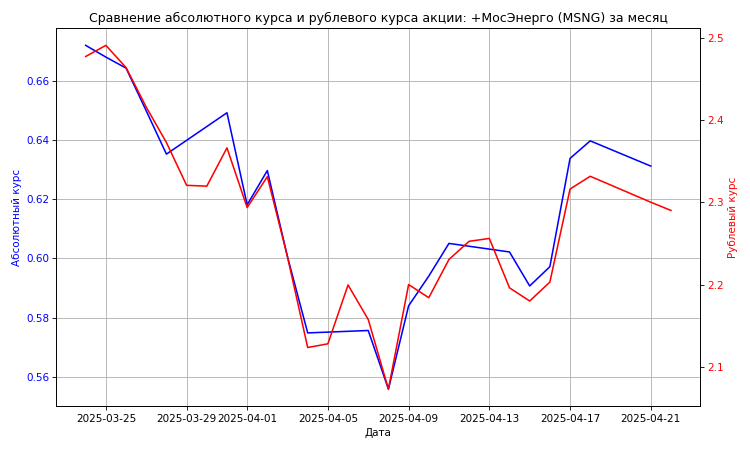 Сравнение абсолютного курса и рублевого курса акции: +МосЭнерго (MSNG) за месяц
Абсолютный курс
0.66
0.64
0.62
0.60
0.58
0.56
2.5
2.4
2.3
2.2
2.1
Рублевый курс
2025-03-25 2025-03-29 2025-04-01 2025-04-05 2025-04-09 2025-04-13 2025-04-17 2025-04-21
Дата